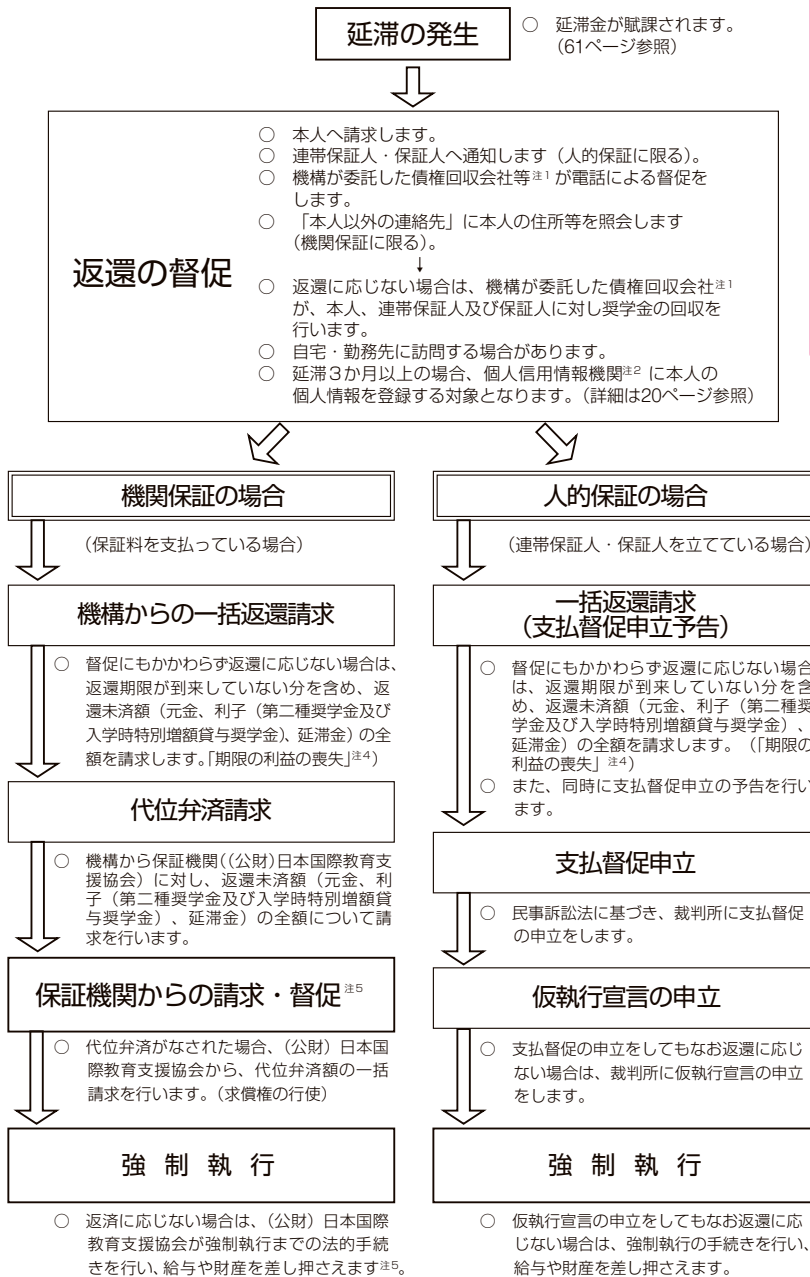 延滞の発生
○ 延滞金が賦課されます。
(61ページ参照)
返還の督促
○ 本人へ請求します。
○ 連帯保証人・保証人へ通知します（人的保証に限る）。
○ 機構が委託した債権回収会社等注1 が電話による督促を
します。
○ 「本人以外の連絡先」に本人の住所等を照会します
(機関保証に限る)。
↓
○ 返還に応じない場合は、機構が委託した債権回収会社注1
が、本人、連帯保証人及び保証人に対し奨学金の回収を
行います。
○ 自宅・勤務先に訪問する場合があります。
○ 延滞３か月以上の場合、個人信用情報機関注2 に本人の
個人情報を登録する対象となります。(詳細は20ページ参照)
機関保証の場合
（保証料を支払っている場合）
機構からの一括返還請求
○ 督促にもかかわらず返還に応じない場合は、
返還期限が到来していない分を含め、返
還未済額（元金、利子（第二種奨学金及び
入学時特別増額貸与奨学金)、延滞金）の全
額を請求します。「期限の利益の喪失」注4）
代位弁済請求
○ 機構から保証機関((公財)日本国際教育支
援協会）に対し、返還未済額（元金、利
子（第二種奨学金及び入学時特別増額貸
与奨学金）、延滞金）の全額について請
求を行います。
保証機関からの請求・督促注5
○ 代位弁済がなされた場合、(公財）日本国
際教育支援協会から、代位弁済額の一括
請求を行います。(求償権の行使)
強 制 執 行
○ 返済に応じない場合は、(公財）日本国際
教育支援協会が強制執行までの法的手続
きを行い、給与や財産を差し押さえます注5。
人的保証の場合
（連帯保証人・保証人を立てている場合）
一括返還請求
（支払督促申立予告）
○ 督促にもかかわらず返還に応じない場合
は、返還期限が到来していない分を含
め、返還未済額（元金、利子（第二種奨
学金及び入学時特別増額貸与奨学金）、
延滞金）の全額を請求します。（「期限の
利益の喪失」注4）
○ また、同時に支払督促申立の予告を行い
ます。
支払督促申立
○ 民事訴訟法に基づき、裁判所に支払督促
の申立をします。
仮執行宣言の申立
○ 支払督促の申立をしてもなお返還に応じ
ない場合は、裁判所に仮執行宣言の申立
をします。
強 制 執 行
○ 仮執行宣言の申立をしてもなお返還に応
じない場合は、強制執行の手続きを行い、
給与や財産を差し押さえます。